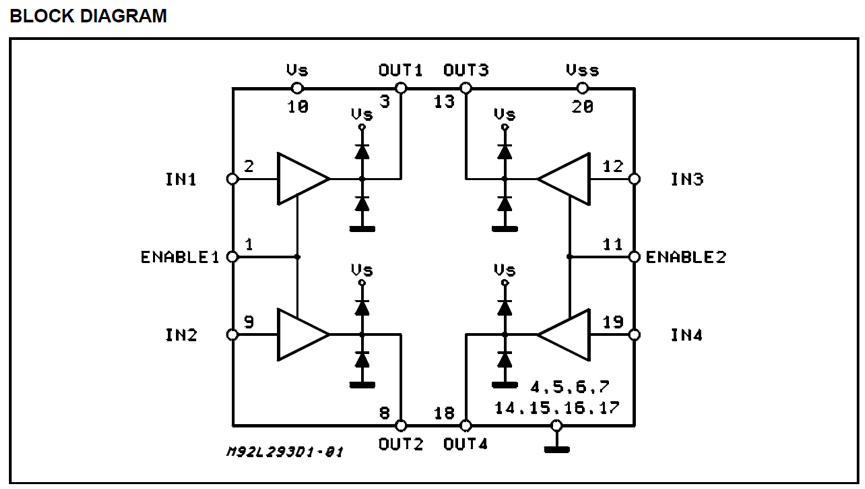 BLOCK DIAGRAM
Vs OUT1 OUT3 Vss
10 3 13 20
Vs Vs
IN1 2 12 IN3
ENABLE1 1 11 ENABLE2
Vs Vs
IN2 9 19 IN4
4,5,6,7
8 18 14,15,16,17
OUT2 OUT4
M92L293D1-01